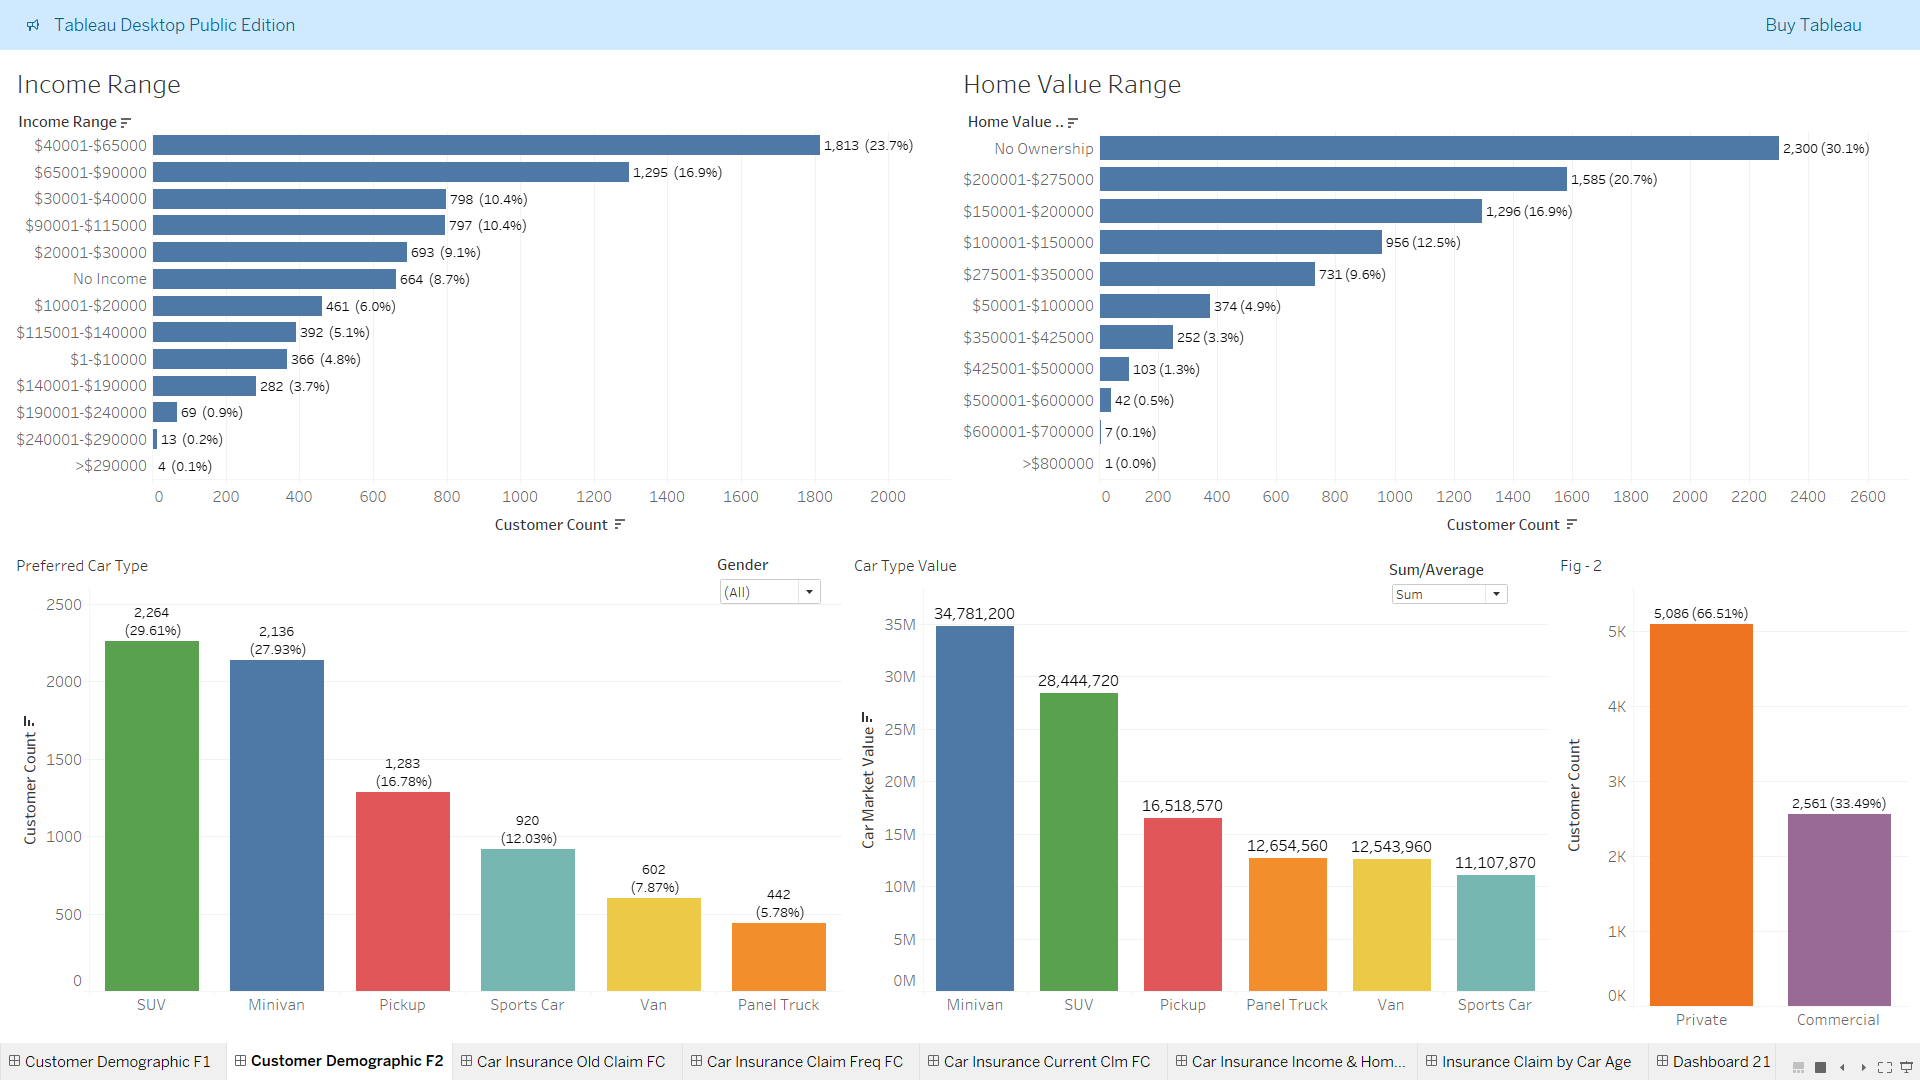 Tableau Desktop Public Edition
Buy Tableau
Income Range
Income Range
$40001-$65000 1,813 (23.7%)
$65001-$90000 1,295 (16.9%)
$30001-$40000 798 (10.4%)
$90001-$115000 797 (10.4%)
$20001-$30000 693 (9.1%)
No Income 664 (8.7%)
$10001-$20000 461 (6.0%)
$115001-$140000 392 (5.1%)
$1-$10000 366 (4.8%)
$140001-$190000 282 (3.7%)
$190001-$240000 69 (0.9%)
$240001-$290000 13 (0.2%)
>$290000 4 (0.1%)
0 200 400 600 800 1000 1200 1400 1600 1800 2000
Customer Count
Home Value Range
Home Value ..
No Ownership 2,300 (30.1%)
$200001-$275000 1,585 (20.7%)
$150001-$200000 1,296 (16.9%)
$100001-$150000 956 (12.5%)
$275001-$350000 731 (9.6%)
$50001-$100000 374 (4.9%)
$350001-$425000 252 (3.3%)
$425001-$500000 103 (1.3%)
$500001-$600000 42 (0.5%)
$600001-$700000 7 (0.1%)
>$800000 1 (0.0%)
0 200 400 600 800 1000 1200 1400 1600 1800 2000 2200 2400 2600
Customer Count
Preferred Car Type
Gender
(All)
Customer Count
2500
2000
1500
1000
500
0
2,264
(29.61%)
2,136
(27.93%)
1,283
(16.78%)
920
(12.03%)
602
(7.87%)
442
(5.78%)
SUV Minivan Pickup Sports Car Van Panel Truck
Car Type Value
Sum/Average
Sum
Car Market Value
35M
30M
25M
20M
15M
10M
5M
0M
34,781,200
28,444,720
16,518,570
12,654,560
12,543,960
11,107,870
Minivan SUV Pickup Panel Truck Van Sports Car
Fig - 2
Customer Count
5K
4K
3K
2K
1K
0K
5,086 (66.51%)
2,561 (33.49%)
Private Commercial
Customer Demographic F1 Customer Demographic F2 Car Insurance Old Claim FC Car Insurance Claim Freq FC Car Insurance Current Clm FC Car Insurance Income & Hom... Insurance Claim by Car Age Dashboard 21